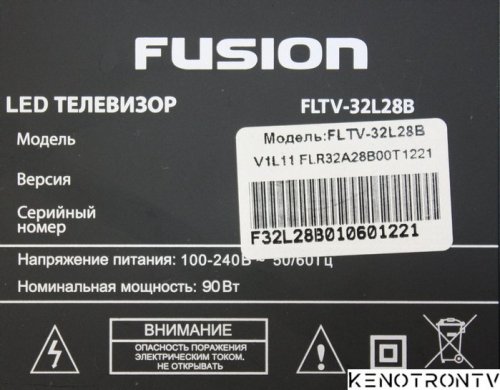 FUSION
LED ТЕЛЕВИЗОР FLTV-32L28B
Модель
Модель:FLTV-32L28B
V1L11 FLR32A28B00T1221
Версия
Серийный
номер
F32L28B010601221
Напряжение питания: 100-240В ~ 50/60Гц
Номинальная мощность: 90Вт
ВНИМАНИЕ
ОПАСНОСТЬ ПОРАЖЕНИЯ
ЭЛЕКТРИЧЕСКИМ ТОКОМ.
НЕ ОТКРЫВАТЬ
KENOTRONTV